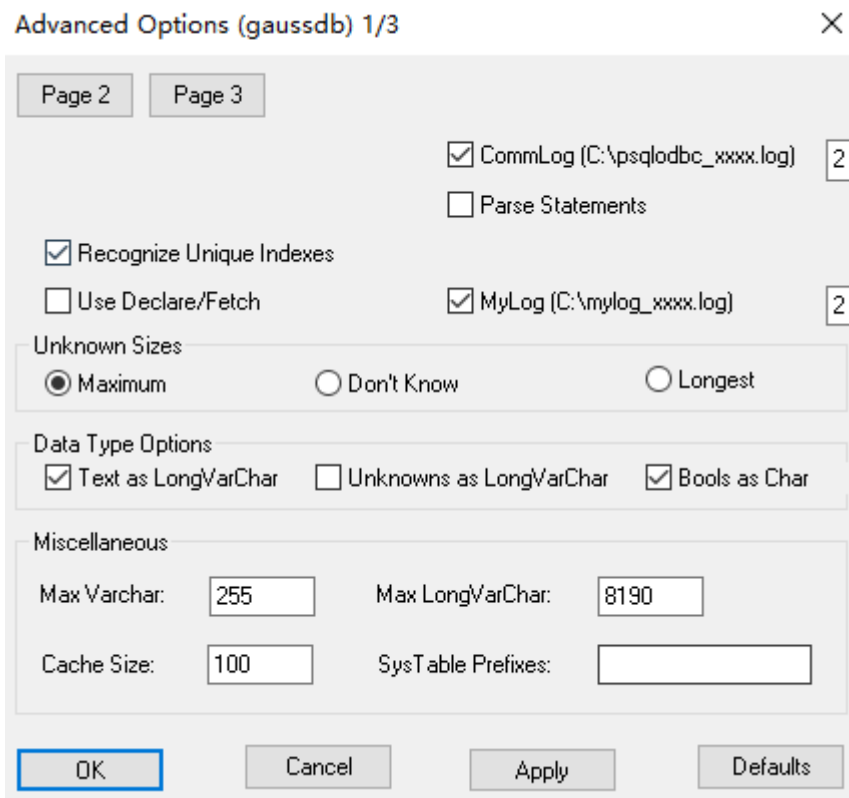 Advanced Options (gaussdb) 1/3
Page 2 Page 3
CommLog (C:\psqlodbc_xxxx.log) 2
Parse Statements
Recognize Unique Indexes
Use Declare/Fetch MyLog (C:\mylog_xxxx.log) 2
Unknown Sizes
Maximum Don't Know Longest
Data Type Options
Text as LongVarChar Unknowns as LongVarChar Bools as Char
Miscellaneous
Max Varchar: 255 Max LongVarChar: 8190
Cache Size: 100 SysTable Prefixes:
OK Cancel Apply Defaults